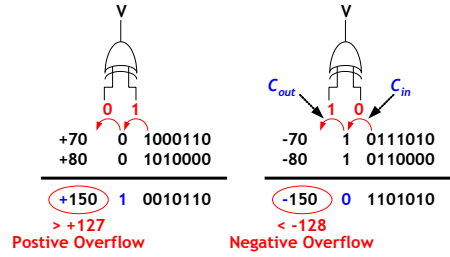 V V
C_out C_in
0 1 1 0
+70 0 1000110 -70 1 0111010
+80 0 1010000 -80 1 0110000
+150 1 0010110 -150 0 1101010
> +127 < -128
Postive Overflow Negative Overflow